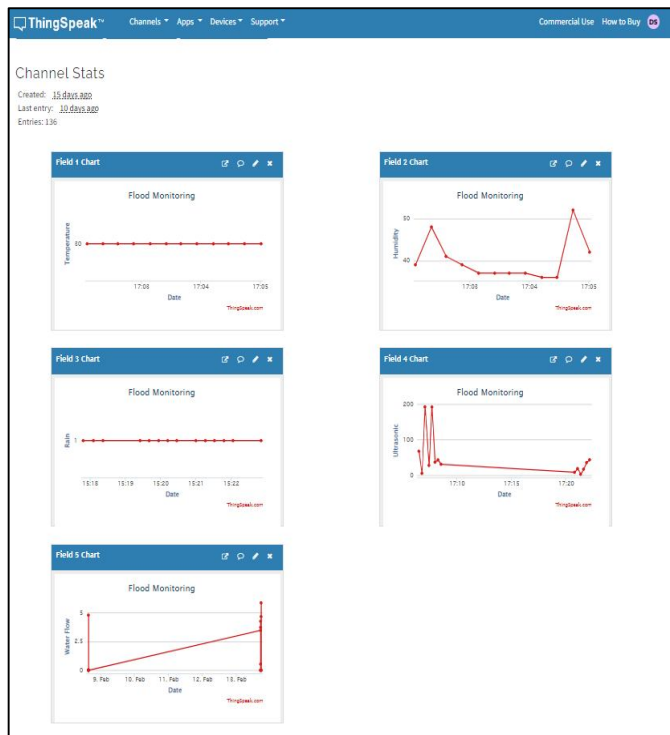 ThingSpeak™ Channels Apps Devices Support Commercial Use How to Buy DS
Channel Stats
Created: 15 days ago
Last entry: 10 days ago
Entries: 136
Field 1 Chart
Flood Monitoring
Temperature
30
17:03 17:04 17:05
Date
ThingSpeak.com
Field 2 Chart
Flood Monitoring
Humidity
50
40
17:03 17:04 17:05
Date
ThingSpeak.com
Field 3 Chart
Flood Monitoring
Rain
1
15:18 15:19 15:20 15:21 15:22
Date
ThingSpeak.com
Field 4 Chart
Flood Monitoring
Ultrasonic
200
100
0
17:10 17:15 17:20
Date
ThingSpeak.com
Field 5 Chart
Flood Monitoring
Water Flow
5
2.5
0
9. Feb 10. Feb 11. Feb 12. Feb 13. Feb
Date
ThingSpeak.com